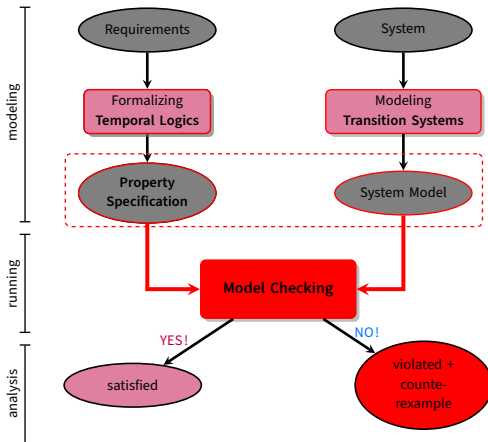 Requirements
System
modeling
Formalizing
Temporal Logics
Modeling
Transition Systems
Property
Specification
System Model
running
Model Checking
YES!
NO!
analysis
satisfied
violated +
counte-
rexample